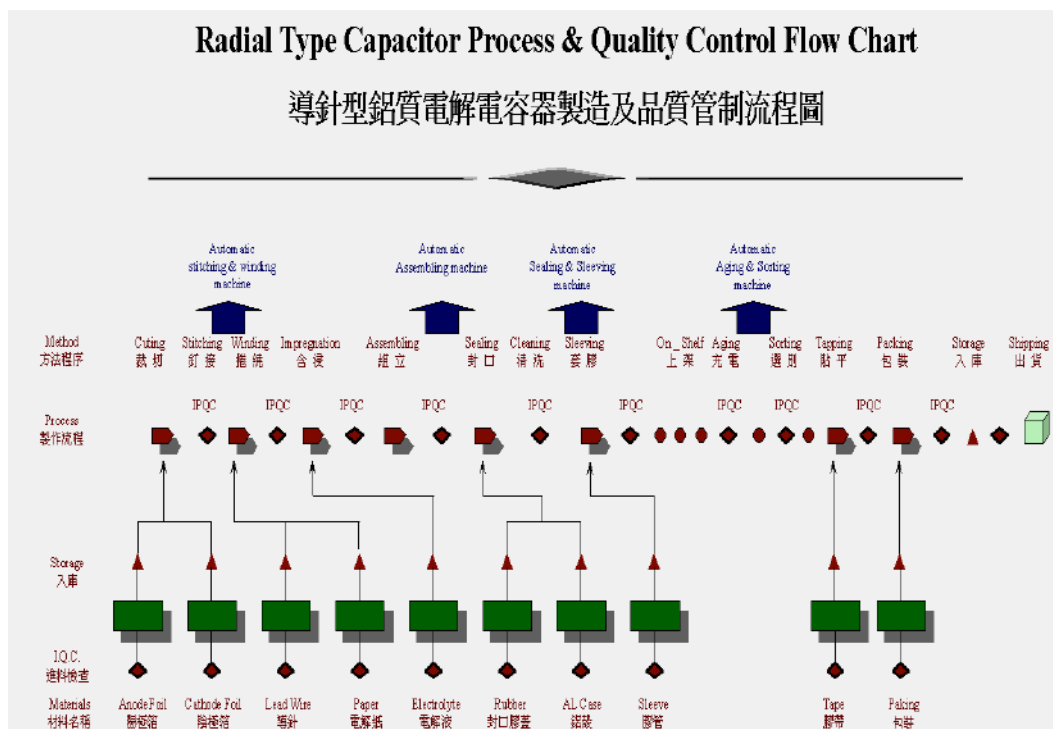 Radial Type Capacitor Process & Quality Control Flow Chart
導針型鋁質電解電容器製造及品質管制流程圖
Automatic
stitching & winding
machine
Automatic
Assembling machine
Automatic
Sealing & Sleeving
machine
Automatic
Aging & Sorting
machine
Method
方法程序
Cuting
裁切
Stitching
釘接
Winding
捲繞
Impregnation
含浸
Assembling
組立
Sealing
封口
Cleaning
清洗
Sleeving
套膠
On_Shelf
上架
Aging
充電
Sorting
選別
Tapping
貼平
Packing
包裝
Storage
入庫
Shipping
出貨
Process
製作流程
IPQC IPQC IPQC IPQC IPQC IPQC IPQC IPQC IPQC IPQC
Storage
入庫
I.Q.C.
進料檢查
Materials
材料名稱
Anode Foil
陽極箔
Cathode Foil
陰極箔
Lead Wire
導針
Paper
電解紙
Electrolyte
電解液
Rubber
封口膠蓋
AL Case
鋁殼
Sleeve
膠管
Tape
膠帶
Paking
包裝